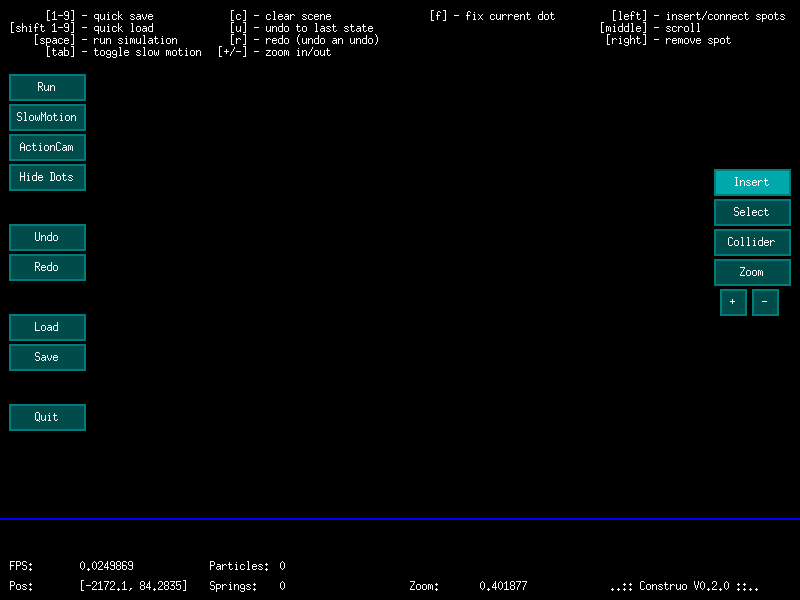 [1-9] - quick save [c] - clear scene [f] - fix current dot [left] - insert/connect spots
[shift 1-9] - quick load [u] - undo to last state [middle] - scroll
[space] - run simulation [r] - redo (undo an undo) [right] - remove spot
[tab] - toggle slow motion [+/-] - zoom in/out
Run
SlowMotion
ActionCam
Hide Dots
Insert
Select
Undo
Collider
Redo
Zoom
+ -
Load
Save
Quit
FPS: 0.0249869 Particles: 0
Pos: [-2172.1, 84.2835] Springs: 0 Zoom: 0.401877 ..:: Construo V0.2.0 ::..